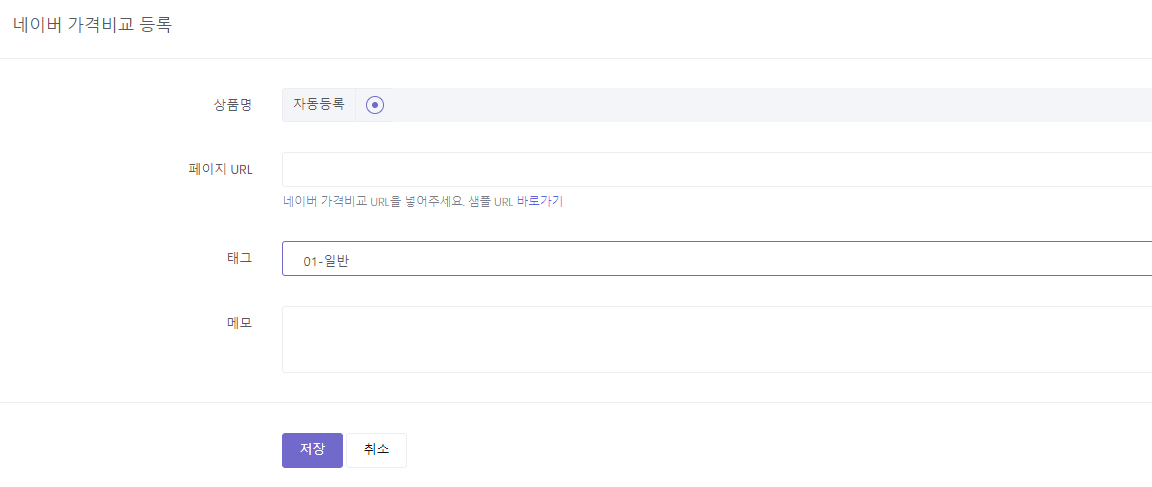 네이버 가격비교 등록
상품명
자동등록
페이지 URL
네이버 가격비교 URL을 넣어주세요. 샘플 URL 바로가기
태그
01-일반
메모
저장
취소